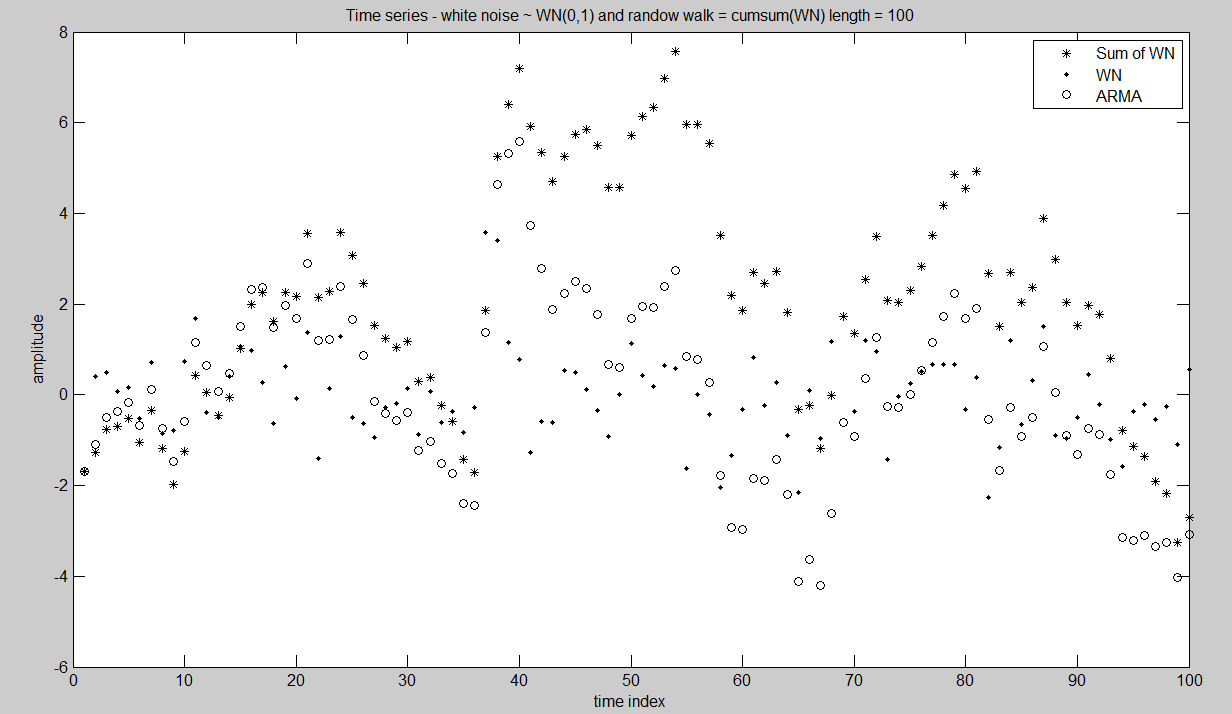 Time series - white noise ~ WN(0,1) and randow walk = cumsum(WN) length = 100
Sum of WN
WN
ARMA
amplitude
8
6
4
2
0
-2
-4
-6
0 10 20 30 40 50 60 70 80 90 100
time index